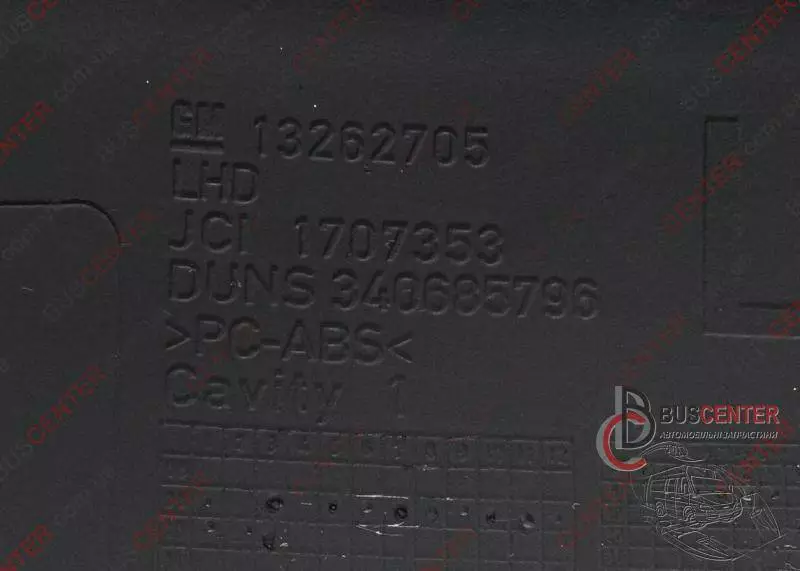 GM 13262705
LHD
JCI 1707353
DUNS 340685796
>PC-ABS<
Cavity 1
BUSCENTER
АВТОМОБІЛЬНІ ЗАПЧАСТИНИ